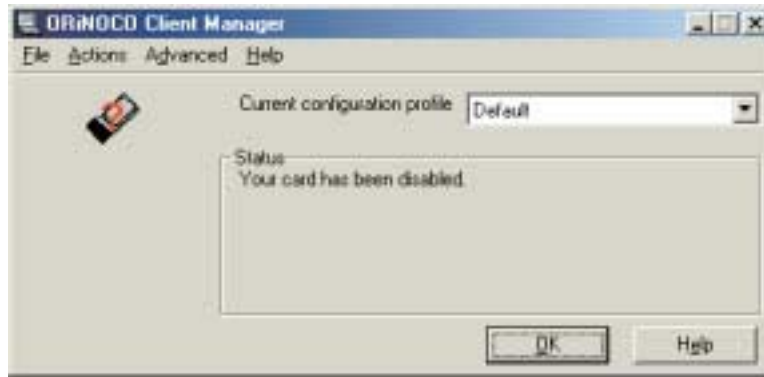 ORiNOCO Client Manager
File Actions Advanced Help
Current configuration profile Default
Status
Your card has been disabled.
OK Help